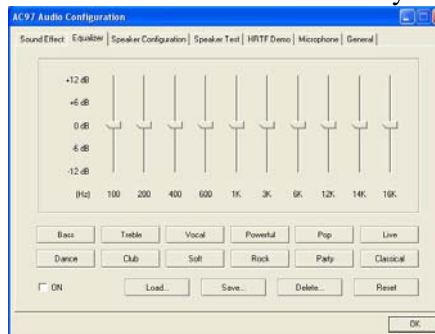 AC97 Audio Configuration
Sound Effect Equalizer Speaker Configuration Speaker Test HRTF Demo Microphone General
+12 dB
+6 dB
0 dB
-6 dB
-12 dB
(Hz) 100 200 400 600 1K 3K 6K 12K 14K 16K
Bass Treble Vocal Powerful Pop Live
Dance Club Soft Rock Party Classical
ON Load... Save... Delete... Reset
OK